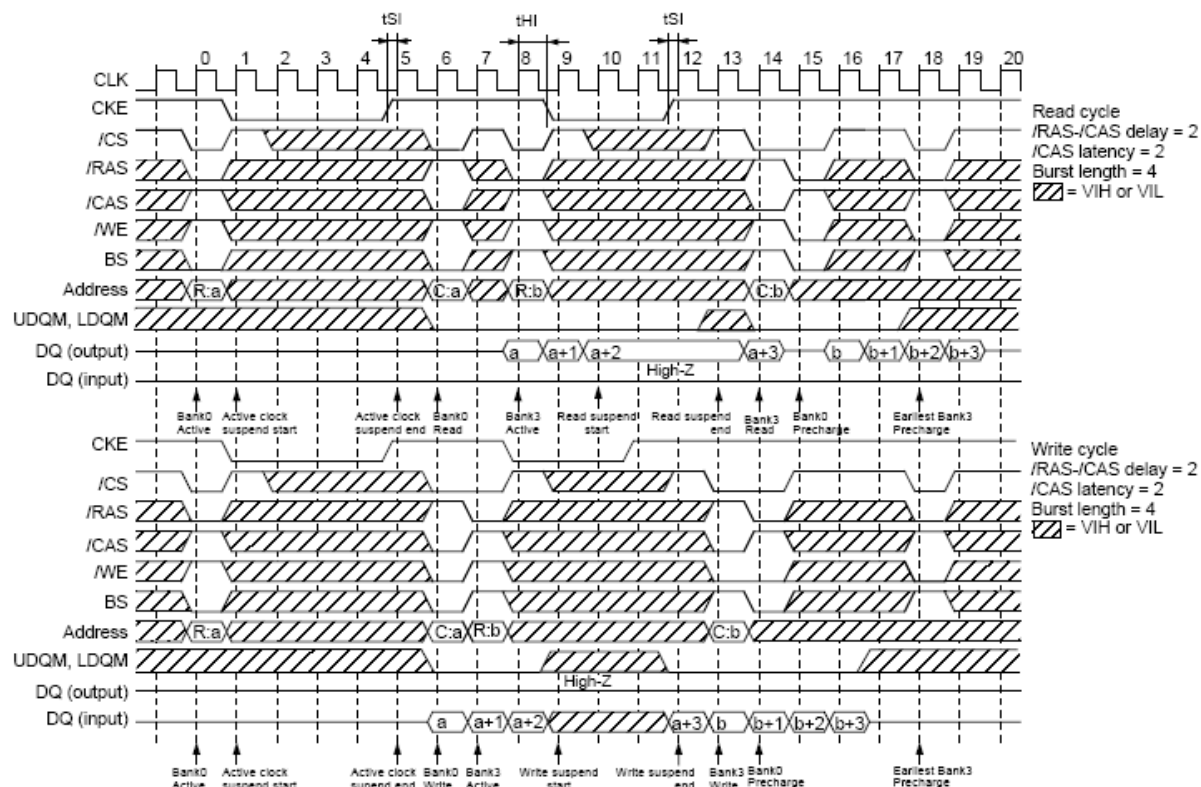 tSI tHI tSI
0 1 2 3 4 5 6 7 8 9 10 11 12 13 14 15 16 17 18 19 20
CLK
CKE
/CS
/RAS
/CAS
/WE
BS
Address R:a C:a R:b C:b
UDQM, LDQM
DQ (output) a a+1 a+2 a+3 b b+1 b+2 b+3
High-Z
DQ (input)
Bank0 Active
Active clock suspend start
Active clock suspend end
Bank0 Read
Bank3 Active
Read suspend start
Read suspend end
Bank3 Read
Bank0 Precharge
Earliest Bank3 Precharge
Read cycle
/RAS-/CAS delay = 2
/CAS latency = 2
Burst length = 4
= VIH or VIL
CKE
/CS
/RAS
/CAS
/WE
BS
Address R:a C:a R:b C:b
UDQM, LDQM
High-Z
DQ (output)
DQ (input) a a+1 a+2 a+3 b b+1 b+2 b+3
Bank0 Active
Active clock supend start
Active clock supend end
Bank0 Write
Bank3 Active
Write suspend start
Write suspend end
Bank3 Write
Bank0 Precharge
Earliest Bank3 Precharge
Write cycle
/RAS-/CAS delay = 2
/CAS latency = 2
Burst length = 4
= VIH or VIL